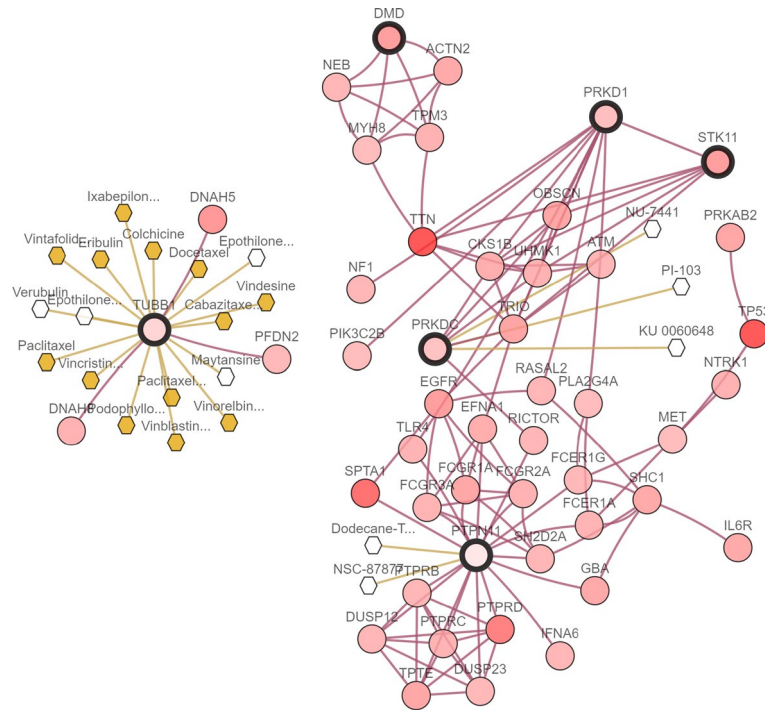 DMD
ACTN2
NEB
TPM3
MYH8
PRKD1
STK11
Ixabepilon...
DNAH5
Colchicine
Vintafolid...
Eribulin
Docetaxel
Epothilone...
OBSCN
NU-7441
TTN
PRKAB2
CKS1B
UHMK1
ATM
Verubulin
Epothilone...
TUBB1
Vindesine
Cabazitaxe...
NF1
PI-103
TRIO
TP53
PFDN2
PIK3C2B
PRKDC
KU 0060648
Paclitaxel
Vincristin...
Maytansine
Paclitaxel...
RASAL2
PLA2G4A
NTRK1
EGFR
EFNA1
RICTOR
MET
DNAH8
Podophyllo...
Vinorelbin...
Vinblastin...
TLR4
SPTA1
FCGR1A
FCGR2A
FCGR3A
FCER1G
SHC1
FCER1A
Dodecane-T...
PTPN11
SH2D2A
IL6R
NSC-87877
PTPRB
GBA
DUSP12
PTPRC
PTPRD
IFNA6
TPTE
DUSP23